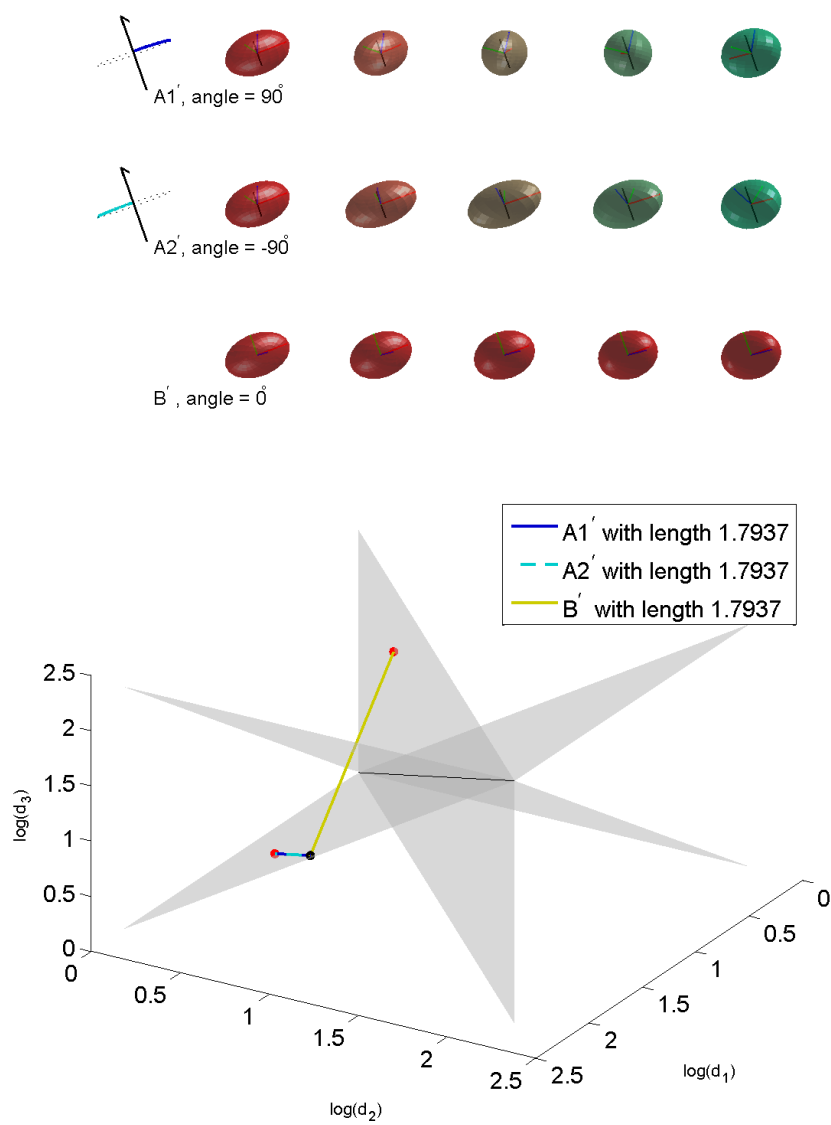 A1′, angle = 90°
A2′, angle = -90°
B′ , angle = 0°
A1′ with length 1.7937
A2′ with length 1.7937
B′ with length 1.7937
2.5
2
1.5
1
0.5
0
log(d₃)
0
0.5
1
1.5
2
2.5
log(d₂)
0
0.5
1
1.5
2
2.5
log(d₁)